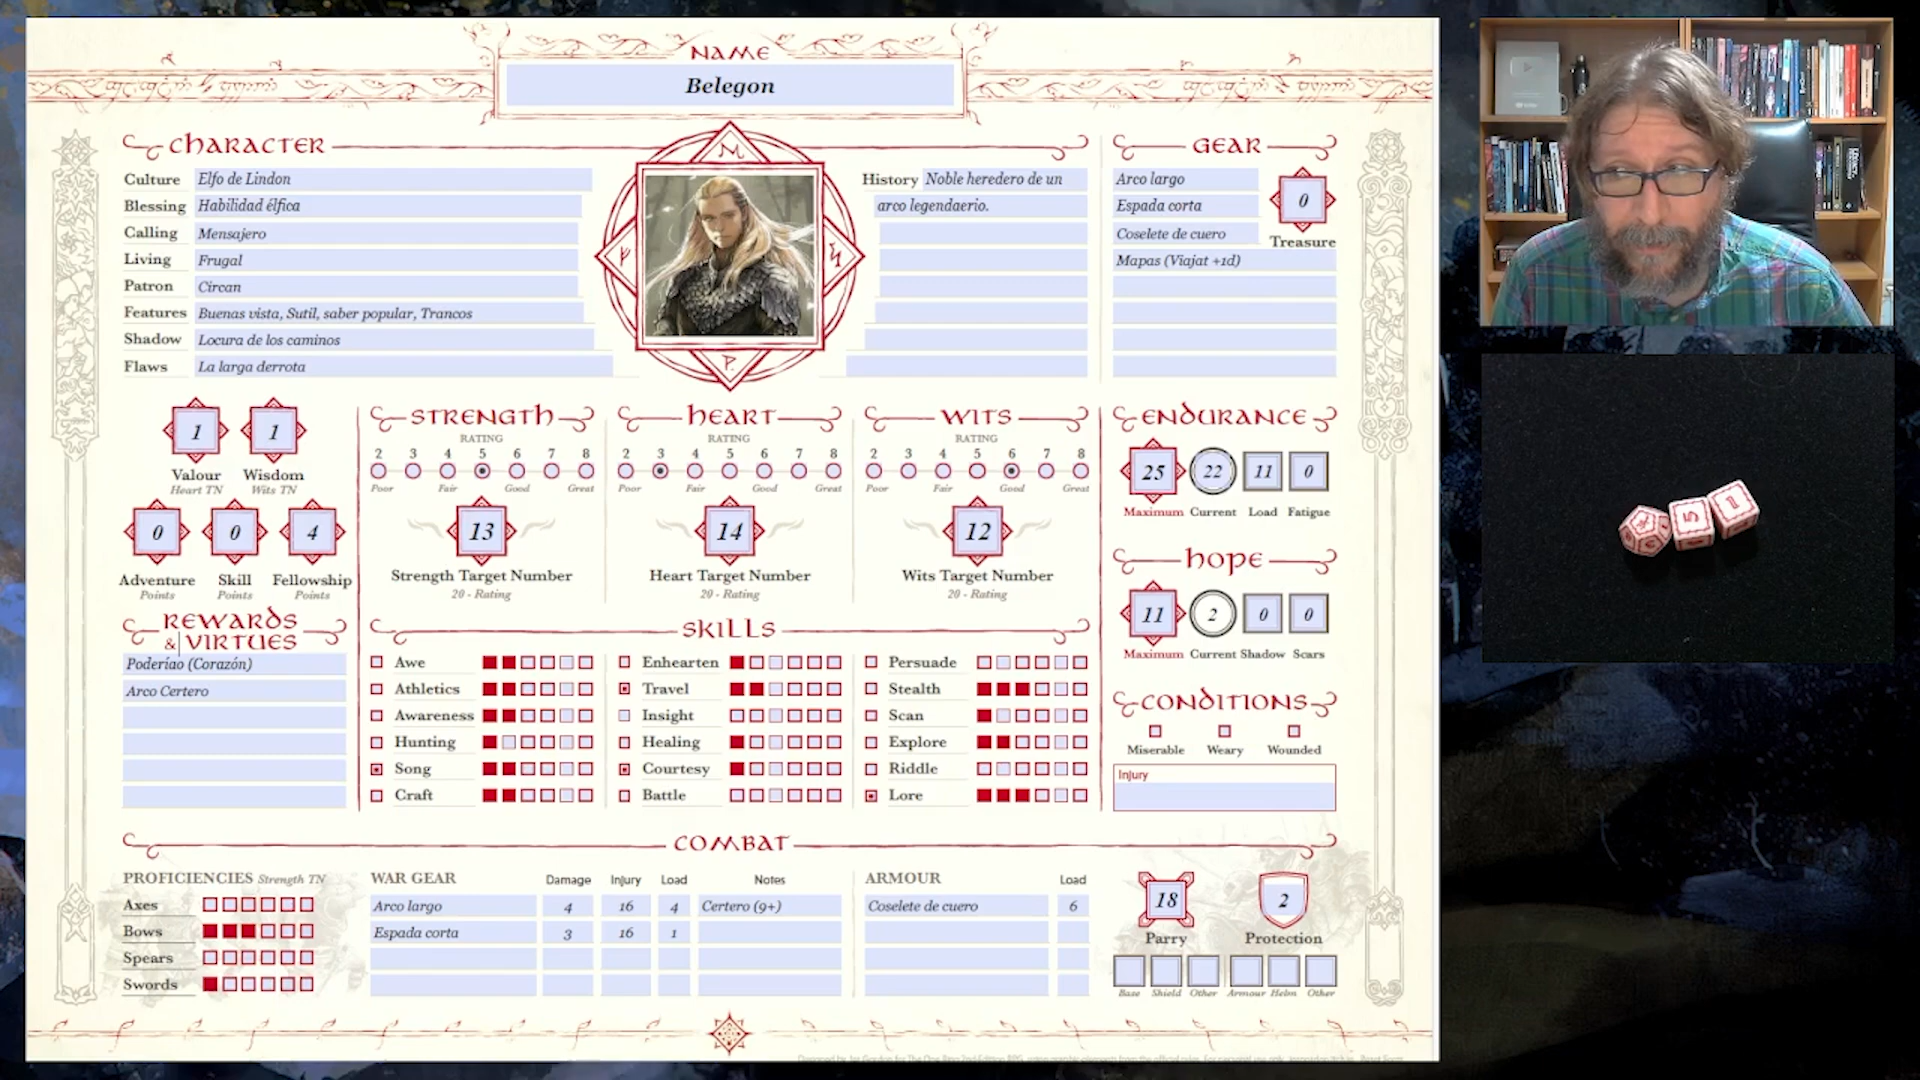 NAME
Belegon
CHARACTER
Culture Elfo de Lindon
Blessing Habilidad élfica
Calling Mensajero
Living Frugal
Patron Circan
Features Buenas vista, Sutil, saber popular, Trancos
Shadow Locura de los caminos
Flaws La larga derrota
History Noble heredero de un
arco legendaerio.
GEAR
Arco largo
Espada corta
Coselete de cuero
Mapas (Viajat +1d)
0
Treasure
1 1
Valour Wisdom
Heart TN Wits TN
0 0 4
Adventure Skill Fellowship
Points Points Points
STRENGTH
RATING
2 3 4 5 6 7 8
Poor Fair Good Great
13
Strength Target Number
20 - Rating
HEART
RATING
2 3 4 5 6 7 8
Poor Fair Good Great
14
Heart Target Number
20 - Rating
WITS
RATING
2 3 4 5 6 7 8
Poor Fair Good Great
12
Wits Target Number
20 - Rating
ENDURANCE
25 22 11 0
Maximum Current Load Fatigue
HOPE
11 2 0 0
Maximum Current Shadow Scars
CONDITIONS
Miserable Weary Wounded
Injury
REWARDS
& VIRTUES
Poderíao (Corazón)
Arco Certero
SKILLS
Awe Enhearten Persuade
Athletics Travel Stealth
Awareness Insight Scan
Hunting Healing Explore
Song Courtesy Riddle
Craft Battle Lore
COMBAT
PROFICIENCIES Strength TN
Axes
Bows
Spears
Swords
WAR GEAR Damage Injury Load Notes
Arco largo 4 16 4 Certero (9+)
Espada corta 3 16 1
ARMOUR Load
Coselete de cuero 6
18 2
Parry Protection
Base Shield Other Armour Helm Other
5 1